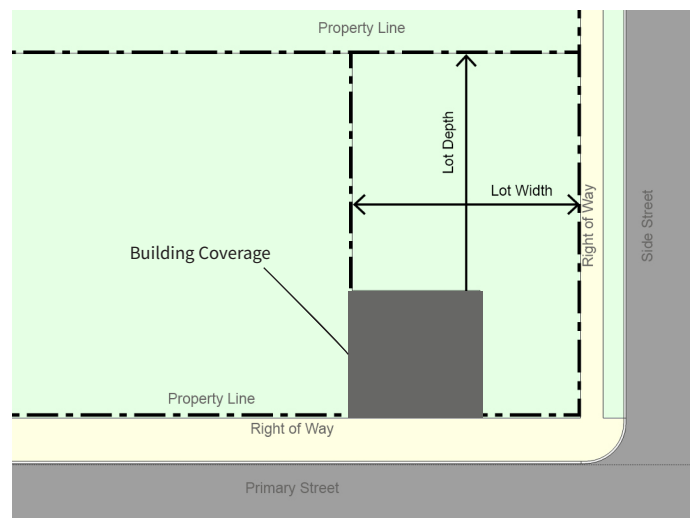 Property Line
Lot Depth
Lot Width
Right of Way
Side Street
Building Coverage
Property Line
Right of Way
Primary Street